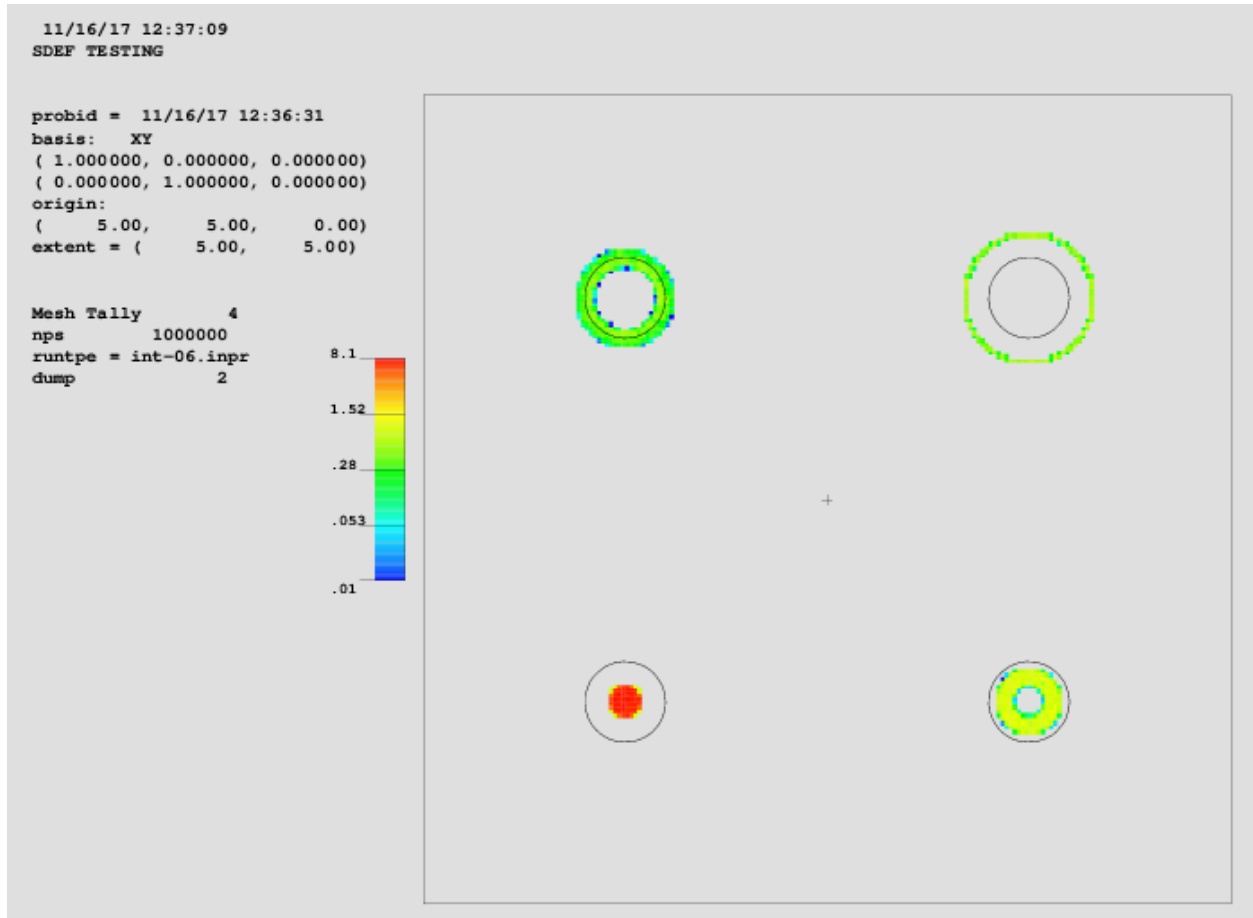 11/16/17 12:37:09
SDEF TESTING
probid = 11/16/17 12:36:31
basis: XY
( 1.000000, 0.000000, 0.000000)
( 0.000000, 1.000000, 0.000000)
origin:
( 5.00, 5.00, 0.00)
extent = ( 5.00, 5.00)
Mesh Tally 4
nps 1000000
runtpe = int-06.inpr
dump 2
8.1
1.52
.28
.053
.01